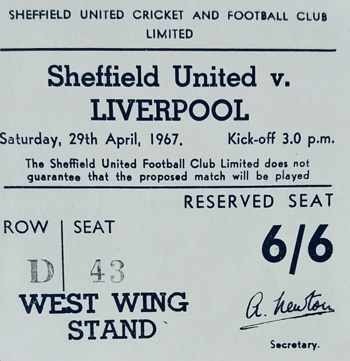 SHEFFIELD UNITED CRICKET AND FOOTBALL CLUB
LIMITED
Sheffield United v.
LIVERPOOL
Saturday, 29th April, 1967. Kick-off 3.0 p.m.
The Sheffield United Football Club Limited does not
guarantee that the proposed match will be played
RESERVED SEAT
ROW SEAT
6/6
D 43
WEST WING
STAND
A. Newton
Secretary.